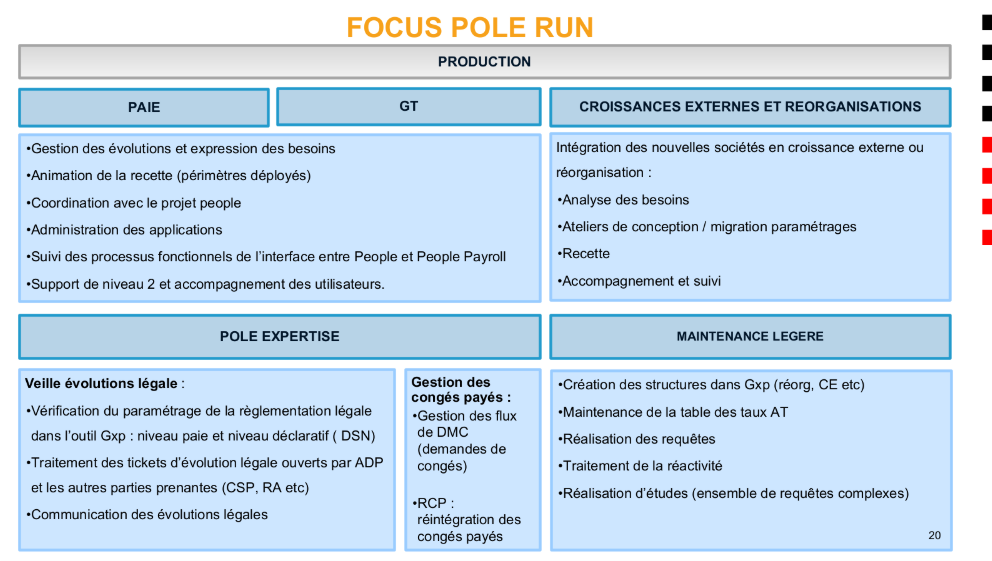 FOCUS POLE RUN
PRODUCTION
PAIE
GT
CROISSANCES EXTERNES ET REORGANISATIONS
•Gestion des évolutions et expression des besoins
•Animation de la recette (périmètres déployés)
•Coordination avec le projet people
•Administration des applications
•Suivi des processus fonctionnels de l'interface entre People et People Payroll
•Support de niveau 2 et accompagnement des utilisateurs.
Intégration des nouvelles sociétés en croissance externe ou
réorganisation :
•Analyse des besoins
•Ateliers de conception / migration paramétrages
•Recette
•Accompagnement et suivi
POLE EXPERTISE
MAINTENANCE LEGERE
Veille évolutions légale :
•Vérification du paramétrage de la règlementation légale
dans l'outil Gxp : niveau paie et niveau déclaratif ( DSN)
•Traitement des tickets d'évolution légale ouverts par ADP
et les autres parties prenantes (CSP, RA etc)
•Communication des évolutions légales
Gestion des
congés payés :
•Gestion des flux
de DMC
(demandes de
congés)
•RCP :
réintégration des
congés payés
•Création des structures dans Gxp (réorg, CE etc)
•Maintenance de la table des taux AT
•Réalisation des requêtes
•Traitement de la réactivité
•Réalisation d'études (ensemble de requêtes complexes)
20